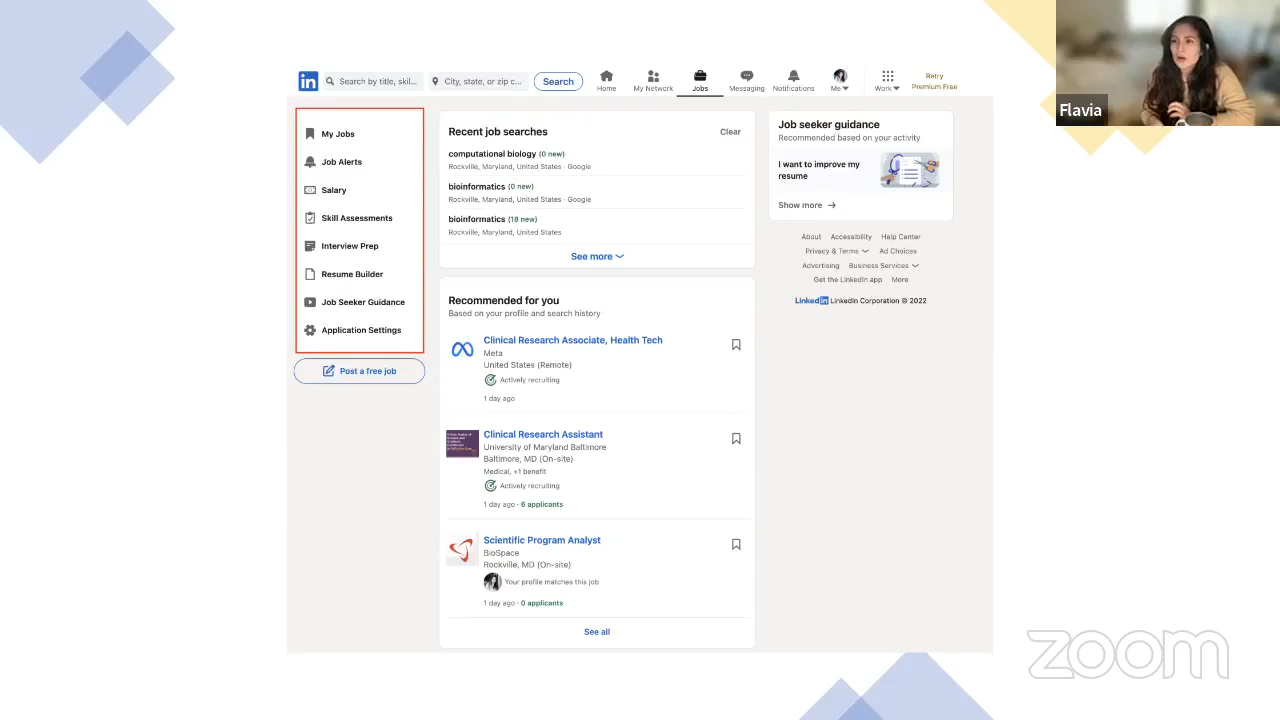 in
Search by title, skil...
City, state, or zip c...
Search
Home
My Network
Jobs
Messaging
Notifications
Me
Work
Retry
Premium Free
Flavia
My Jobs
Job Alerts
Salary
Skill Assessments
Interview Prep
Resume Builder
Job Seeker Guidance
Application Settings
Post a free job
Recent job searches
Clear
computational biology (0 new)
Rockville, Maryland, United States · Google
bioinformatics (0 new)
Rockville, Maryland, United States · Google
bioinformatics (18 new)
Rockville, Maryland, United States
See more
Recommended for you
Based on your profile and search history
Clinical Research Associate, Health Tech
Meta
United States (Remote)
Actively recruiting
1 day ago
Clinical Research Assistant
University of Maryland Baltimore
Baltimore, MD (On-site)
Medical, +1 benefit
Actively recruiting
1 day ago · 6 applicants
Scientific Program Analyst
BioSpace
Rockville, MD (On-site)
Your profile matches this job
1 day ago · 0 applicants
See all
Job seeker guidance
Recommended based on your activity
I want to improve my
resume
Show more
About Accessibility Help Center
Privacy & Terms Ad Choices
Advertising Business Services
Get the LinkedIn app More
LinkedIn LinkedIn Corporation © 2022
zoom